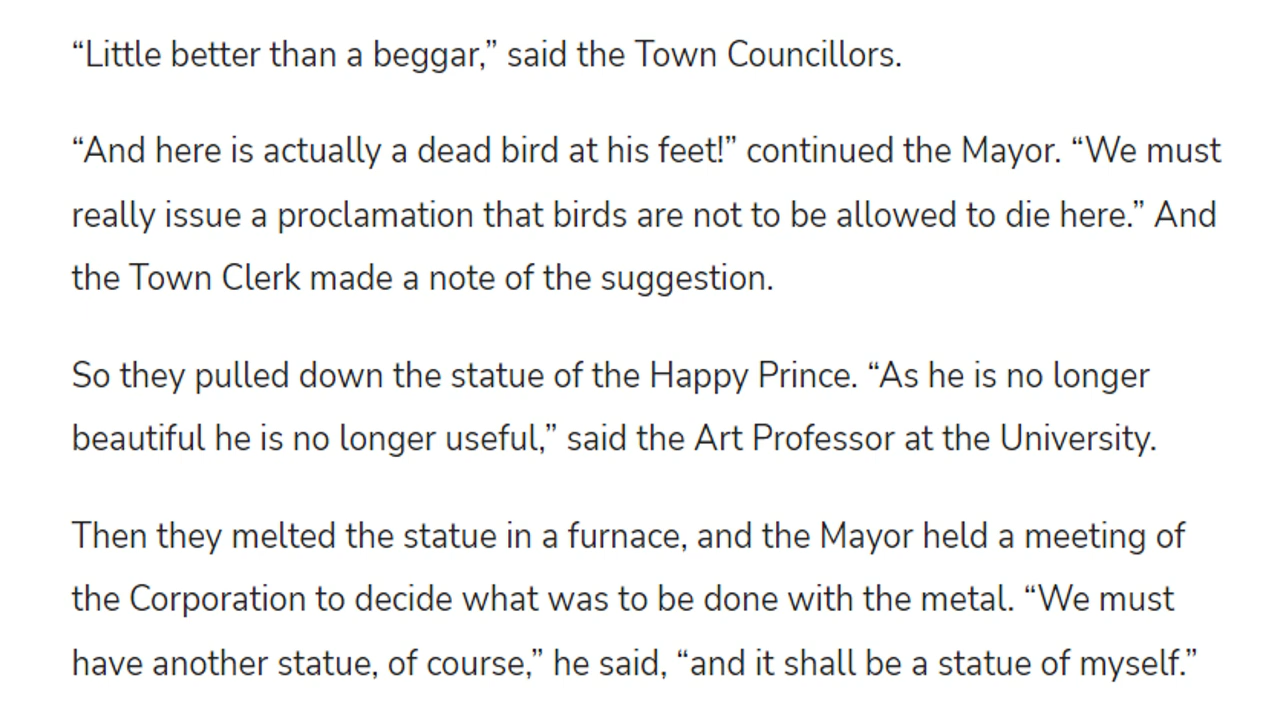 “Little better than a beggar,” said the Town Councillors.
“And here is actually a dead bird at his feet!” continued the Mayor. “We must
really issue a proclamation that birds are not to be allowed to die here.” And
the Town Clerk made a note of the suggestion.
So they pulled down the statue of the Happy Prince. “As he is no longer
beautiful he is no longer useful,” said the Art Professor at the University.
Then they melted the statue in a furnace, and the Mayor held a meeting of
the Corporation to decide what was to be done with the metal. “We must
have another statue, of course,” he said, “and it shall be a statue of myself.”